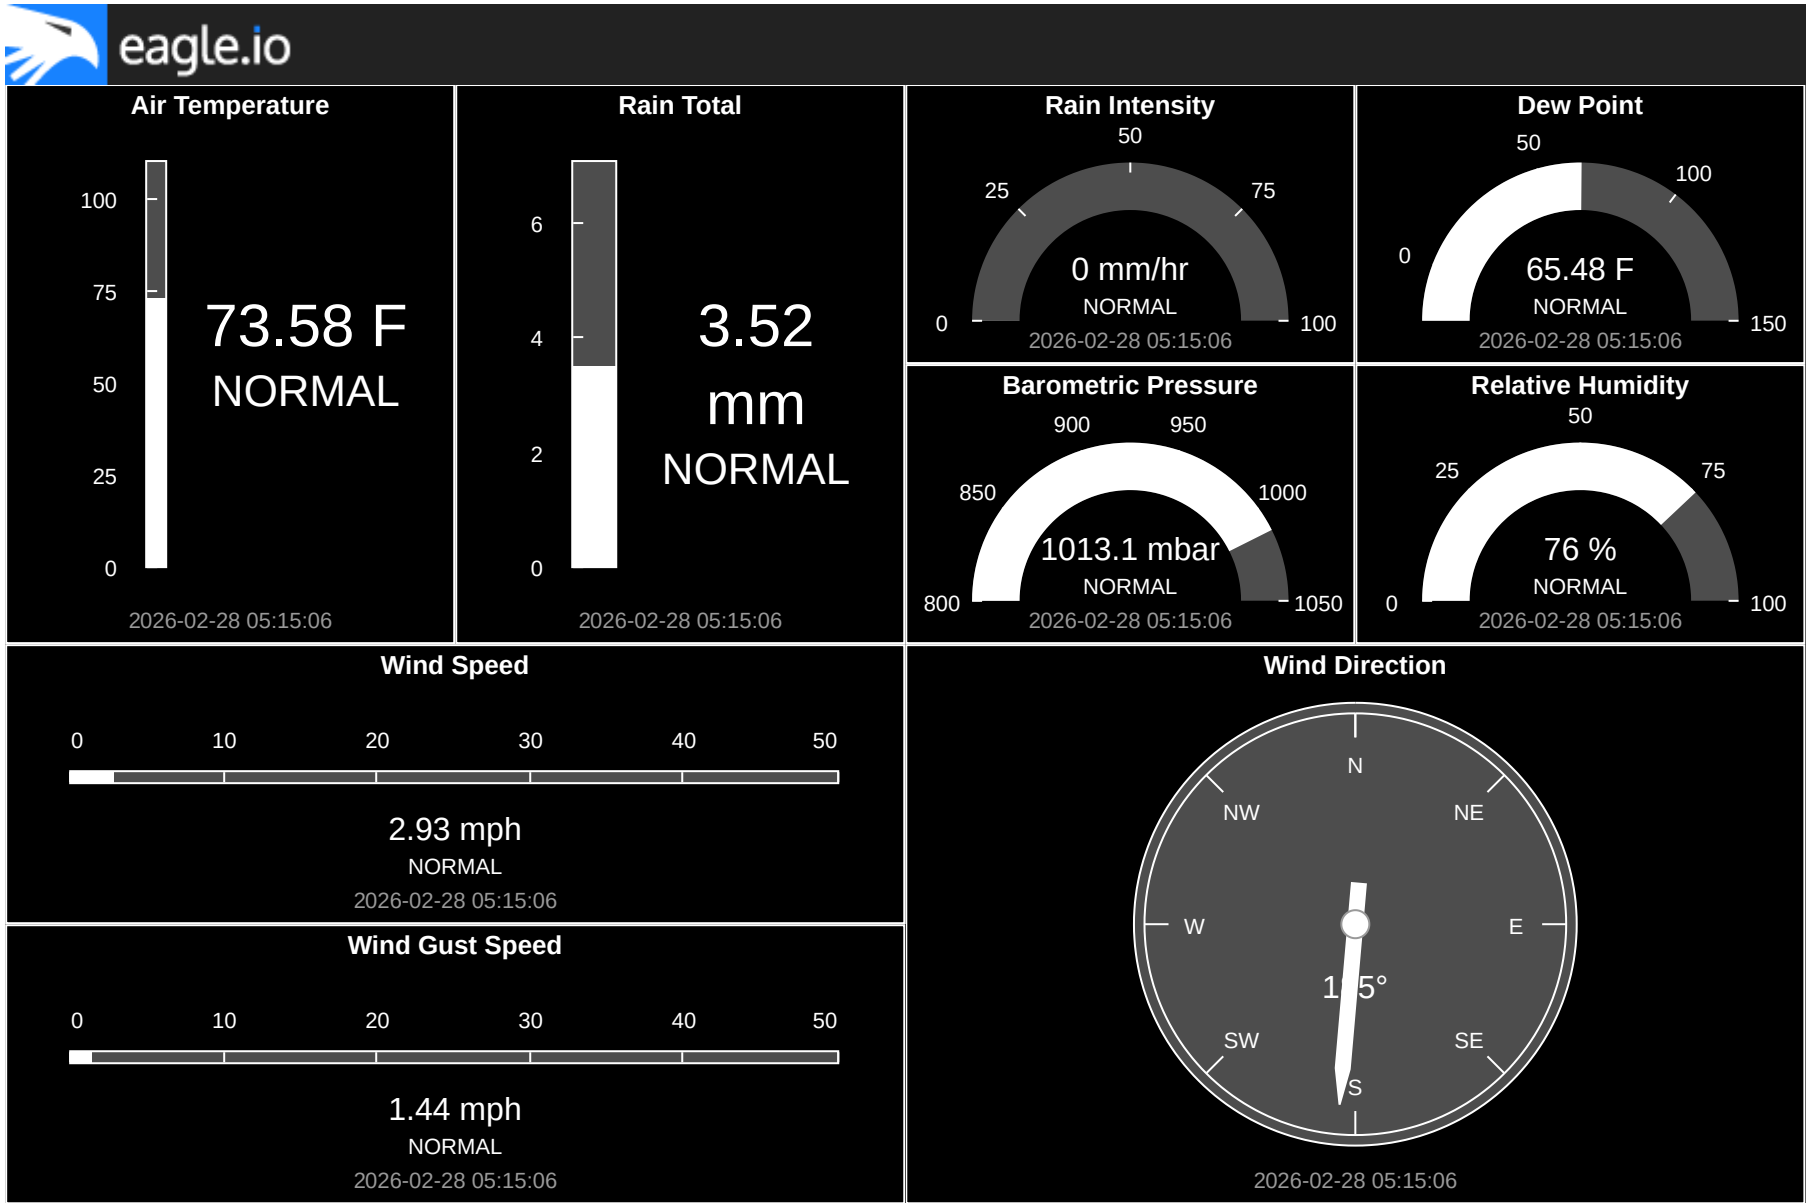 eagle.io
Air Temperature
100
75
50
25
0
73.58 F
NORMAL
2026-02-28 05:15:06
Rain Total
6
4
2
0
3.52
mm
NORMAL
2026-02-28 05:15:06
Rain Intensity
0
25
50
75
100
0 mm/hr
NORMAL
2026-02-28 05:15:06
Dew Point
0
50
100
150
65.48 F
NORMAL
2026-02-28 05:15:06
Barometric Pressure
800
850
900
950
1000
1050
1013.1 mbar
NORMAL
2026-02-28 05:15:06
Relative Humidity
0
25
50
75
100
76 %
NORMAL
2026-02-28 05:15:06
Wind Speed
0 10 20 30 40 50
2.93 mph
NORMAL
2026-02-28 05:15:06
Wind Gust Speed
0 10 20 30 40 50
1.44 mph
NORMAL
2026-02-28 05:15:06
Wind Direction
N
NW NE
W E
SW SE
S
2026-02-28 05:15:06